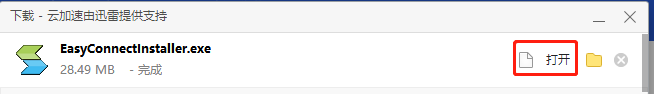 下载 - 云加速由迅雷提供支持
EasyConnectInstaller.exe
打开
28.49 MB - 完成